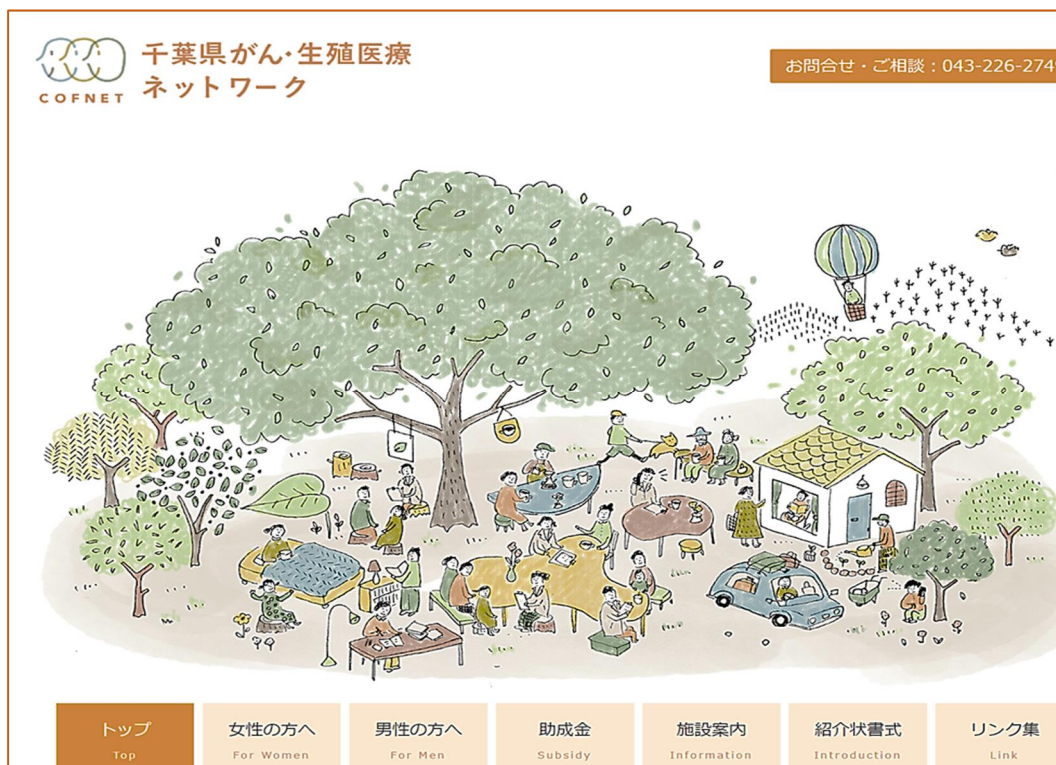 千葉県がん・生殖医療
ネットワーク
COFNET
お問合せ・ご相談：043-226-274
トップ
Top
女性の方へ
For Women
男性の方へ
For Men
助成金
Subsidy
施設案内
Information
紹介状書式
Introduction
リンク集
Link